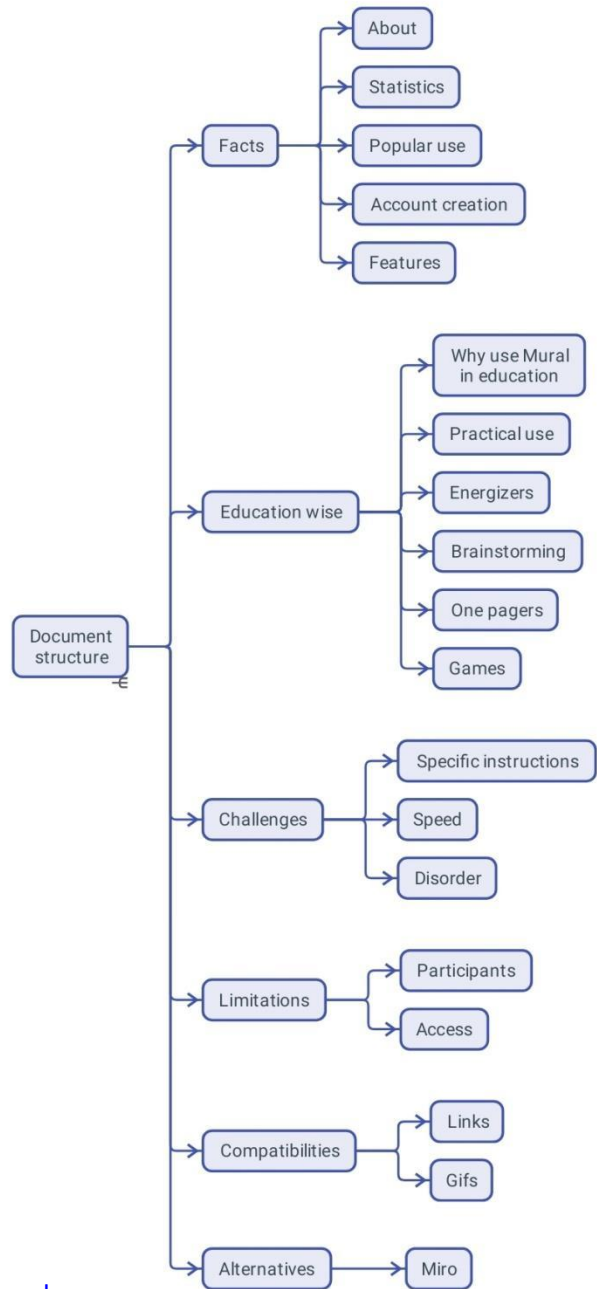 Document
structure
Facts
About
Statistics
Popular use
Account creation
Features
Education wise
Why use Mural
in education
Practical use
Energizers
Brainstorming
One pagers
Games
Challenges
Specific instructions
Speed
Disorder
Limitations
Participants
Access
Compatibilities
Links
Gifs
Alternatives
Miro